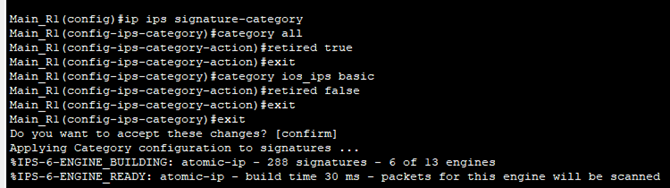 Main_R1(config)#ip ips signature-category
Main_R1(config-ips-category)#category all
Main_R1(config-ips-category-action)#retired true
Main_R1(config-ips-category-action)#exit
Main_R1(config-ips-category)#category ios_ips basic
Main_R1(config-ips-category-action)#retired false
Main_R1(config-ips-category-action)#exit
Main_R1(config-ips-category)#exit
Do you want to accept these changes? [confirm]
Applying Category configuration to signatures ...
%IPS-6-ENGINE_BUILDING: atomic-ip - 288 signatures - 6 of 13 engines
%IPS-6-ENGINE_READY: atomic-ip - build time 30 ms - packets for this engine will be scanned